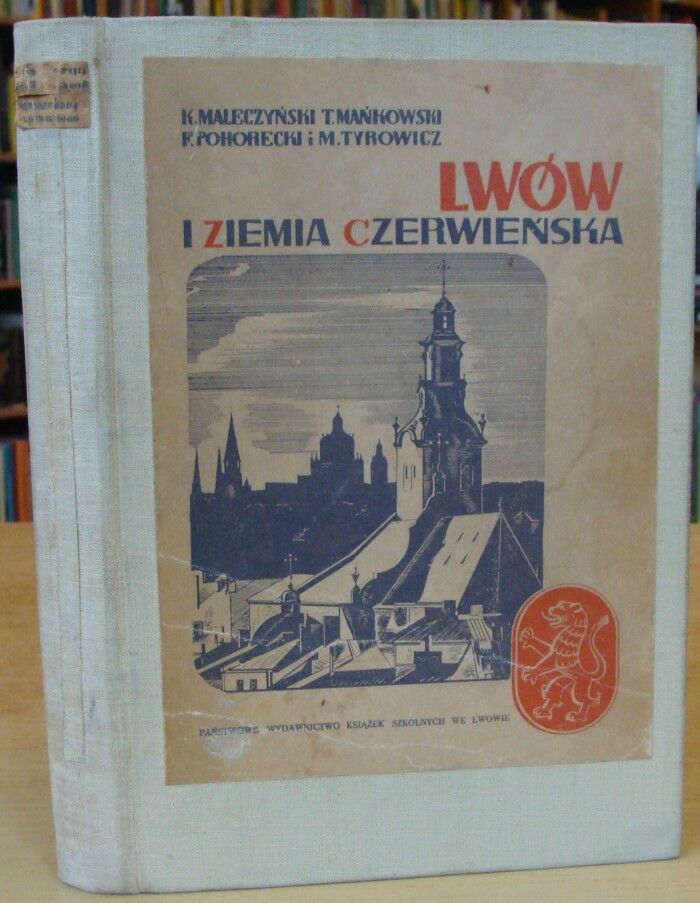 K. MALECZYŃSKI T. MAŃKOWSKI
F. POHORECKI i M. TYROWICZ
LWÓW
I ZIEMIA CZERWIEŃSKA
PAŃSTWOWE WYDAWNICTWO KSIĄŻEK SZKOLNYCH WE LWOWIE